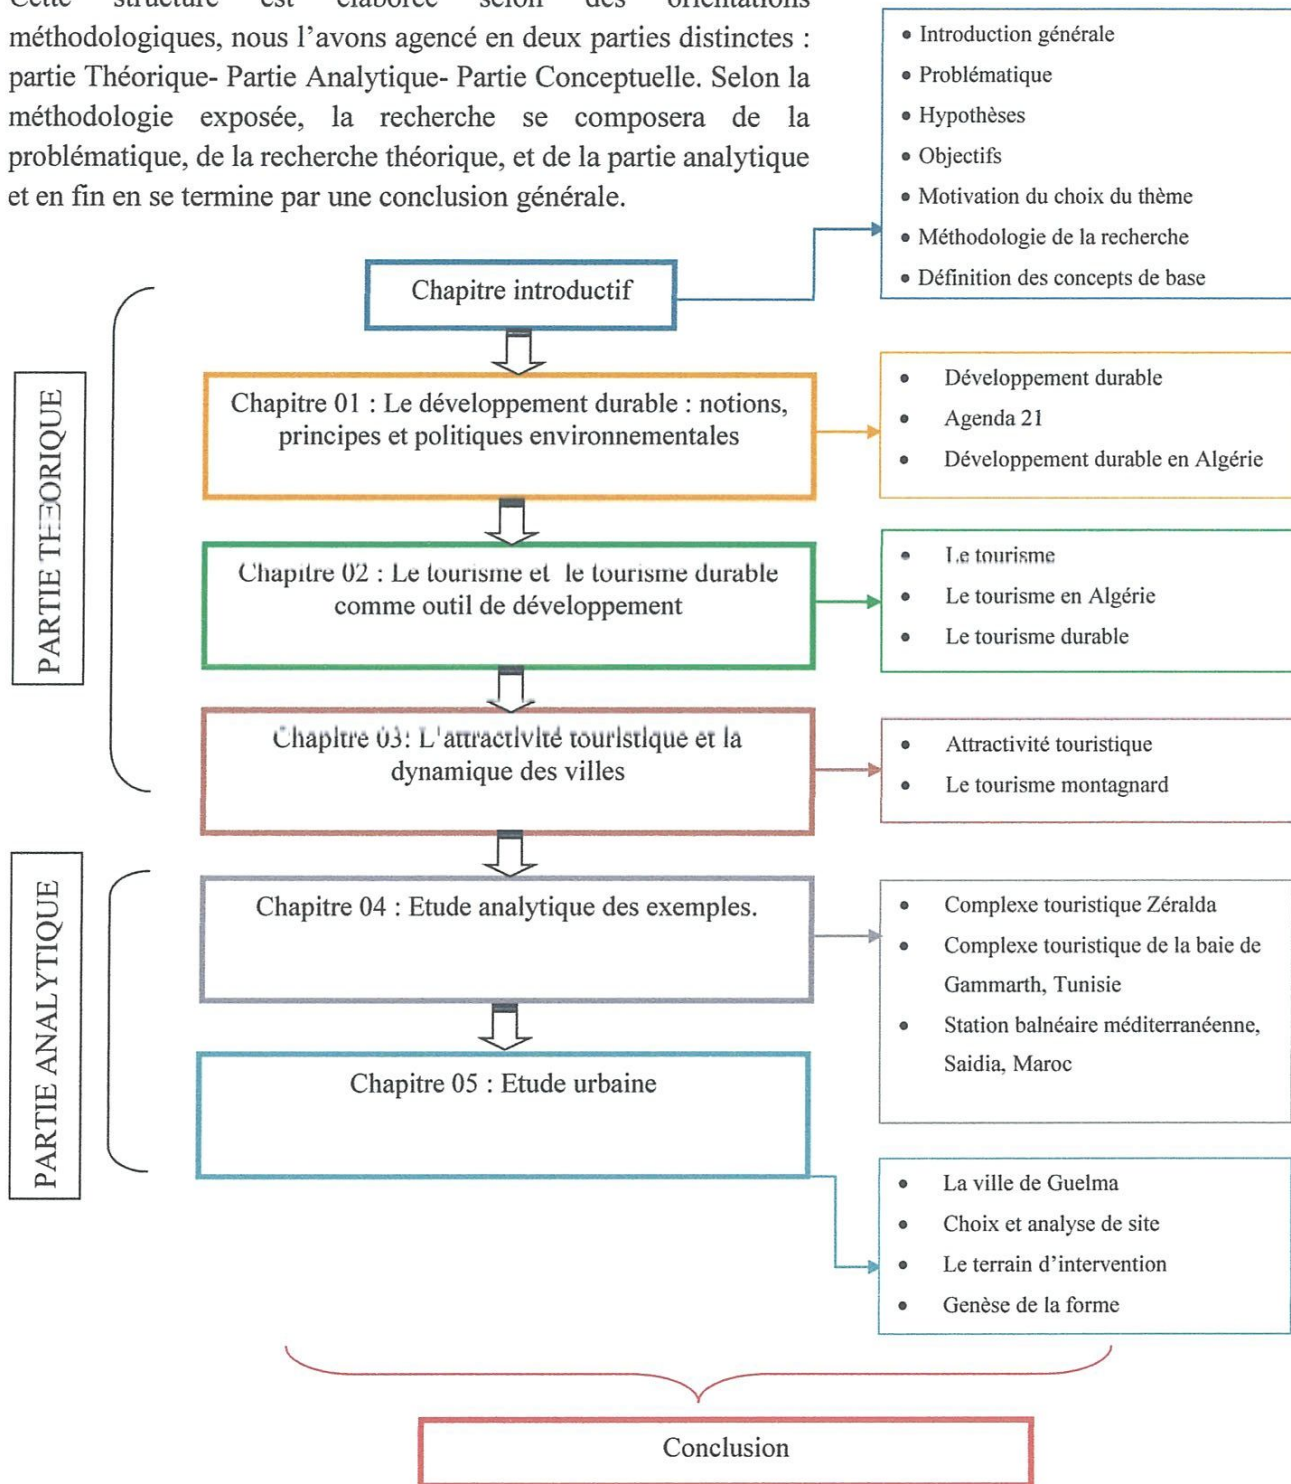 Cette structure est élaborée selon des orientations
méthodologiques, nous l'avons agencé en deux parties distinctes :
partie Théorique- Partie Analytique- Partie Conceptuelle. Selon la
méthodologie exposée, la recherche se composera de la
problématique, de la recherche théorique, et de la partie analytique
et en fin en se termine par une conclusion générale.
• Introduction générale
• Problématique
• Hypothèses
• Objectifs
• Motivation du choix du thème
• Méthodologie de la recherche
• Définition des concepts de base
Chapitre introductif
PARTIE THEORIQUE
Chapitre 01 : Le développement durable : notions,
principes et politiques environnementales
• Développement durable
• Agenda 21
• Développement durable en Algérie
Chapitre 02 : Le tourisme et le tourisme durable
comme outil de développement
• Le tourisme
• Le tourisme en Algérie
• Le tourisme durable
Chapitre 03: L'attractivité touristique et la
dynamique des villes
• Attractivité touristique
• Le tourisme montagnard
PARTIE ANALYTIQUE
Chapitre 04 : Etude analytique des exemples.
• Complexe touristique Zéralda
• Complexe touristique de la baie de
Gammarth, Tunisie
• Station balnéaire méditerranéenne,
Saidia, Maroc
Chapitre 05 : Etude urbaine
• La ville de Guelma
• Choix et analyse de site
• Le terrain d'intervention
• Genèse de la forme
Conclusion